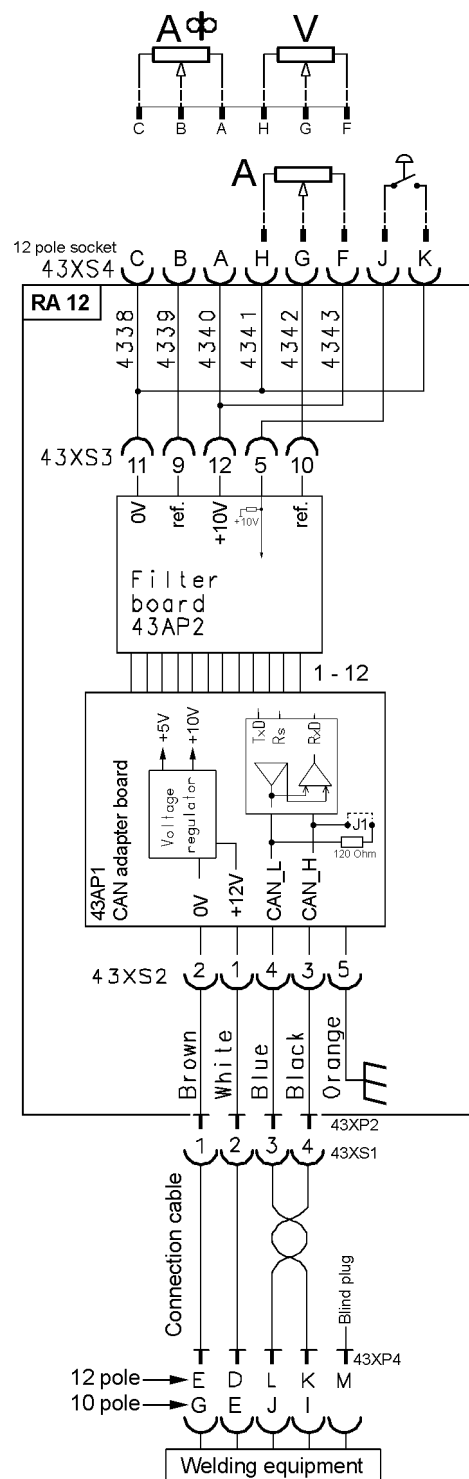 A ф V
C B A H G F
A
12 pole socket
43XS4 C B A H G F J K
RA 12
4338 4339 4340 4341 4342 4343
43XS3 11 9 12 5 10
0V ref. +10V +10V ref.
Filter
board
43AP2
1 - 12
+5V +10V
TxD Rs RxD
Voltage
regulator
J1
120 Ohm
43AP1
CAN adapter board
0V +12V CAN_L CAN_H
43XS2 2 1 4 3 5
Brown White Blue Black Orange
43XP2
1 2 3 4 43XS1
Connection cable
Blind plug
43XP4
12 pole E D L K M
10 pole G E J I
Welding equipment